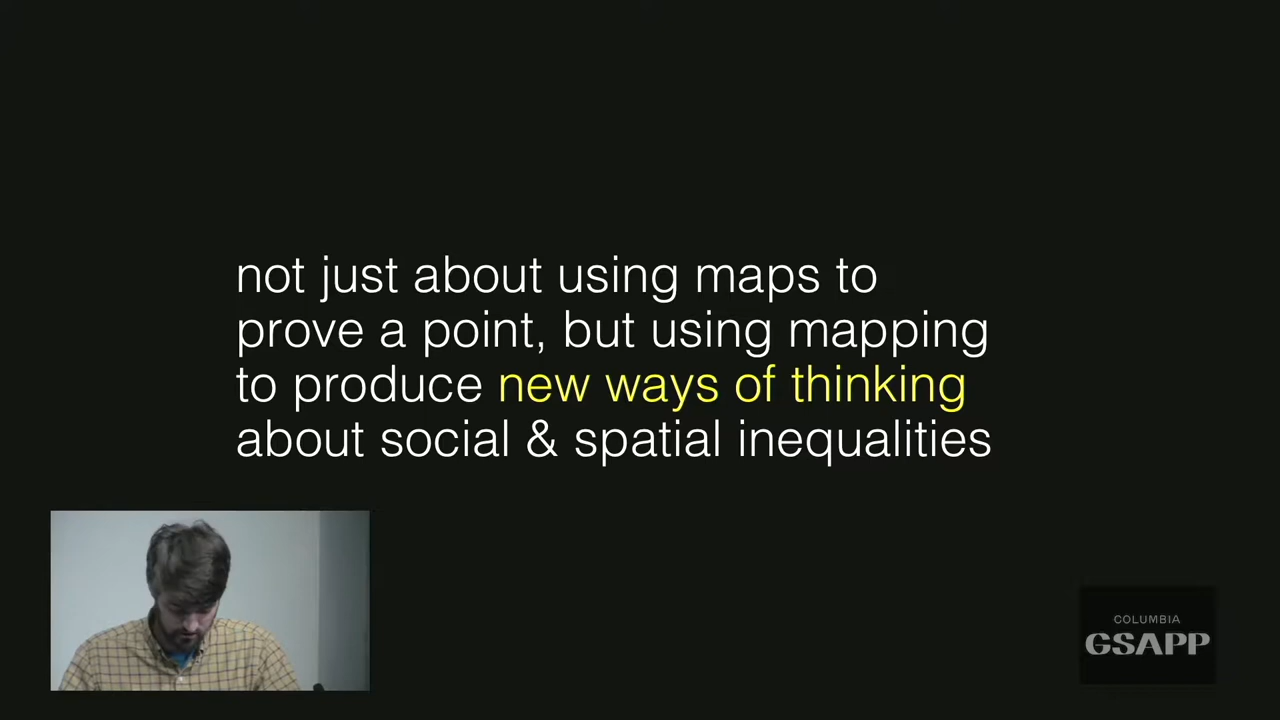 not just about using maps to
prove a point, but using mapping
to produce new ways of thinking
about social & spatial inequalities
COLUMBIA
GSAPP